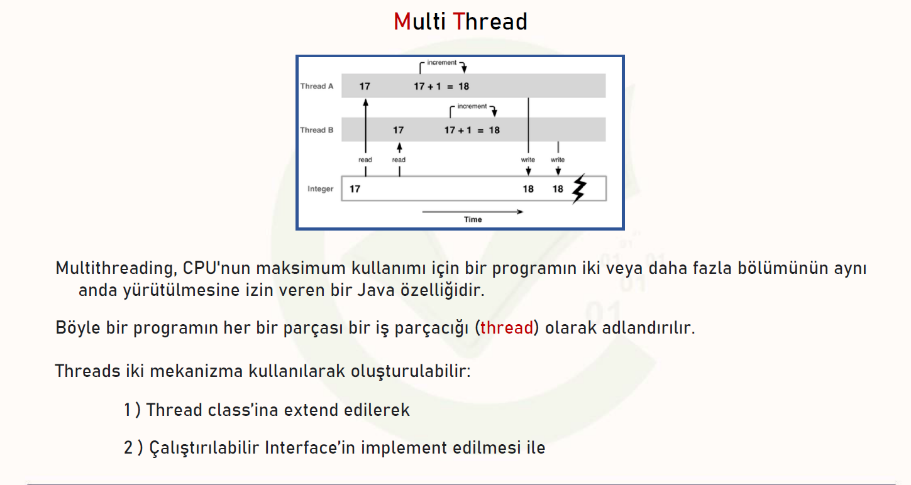 Multi Thread
increment
Thread A 17 17 + 1 = 18
increment
Thread B 17 17 + 1 = 18
read read write write
Integer 17 18 18
Time
Multithreading, CPU'nun maksimum kullanımı için bir programın iki veya daha fazla bölümünün aynı
anda yürütülmesine izin veren bir Java özelliğidir.
Böyle bir programın her bir parçası bir iş parçacığı (thread) olarak adlandırılır.
Threads iki mekanizma kullanılarak oluşturulabilir:
1 ) Thread class’ina extend edilerek
2 ) Çalıştırılabilir Interface’in implement edilmesi ile